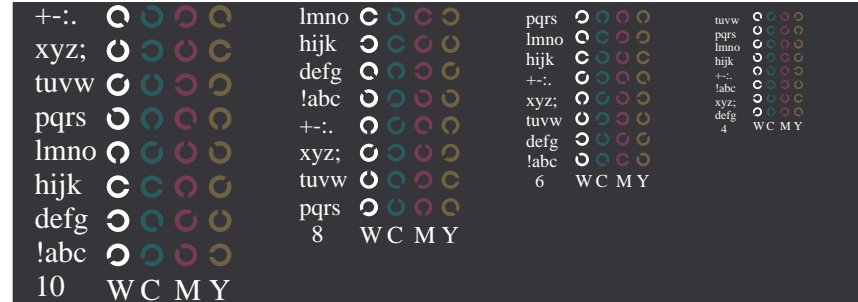 +-:.
xyz;
tuvw
pqrs
lmno
hijk
defg
!abc
10 W C M Y
lmno
hijk
defg
!abc
+-:.
xyz;
tuvw
pqrs
8 W C M Y
pqrs
lmno
hijk
+-:.
xyz;
tuvw
defg
!abc
6 W C M Y
tuvw
pqrs
lmno
hijk
+-:.
!abc
xyz;
defg
4 W C M Y